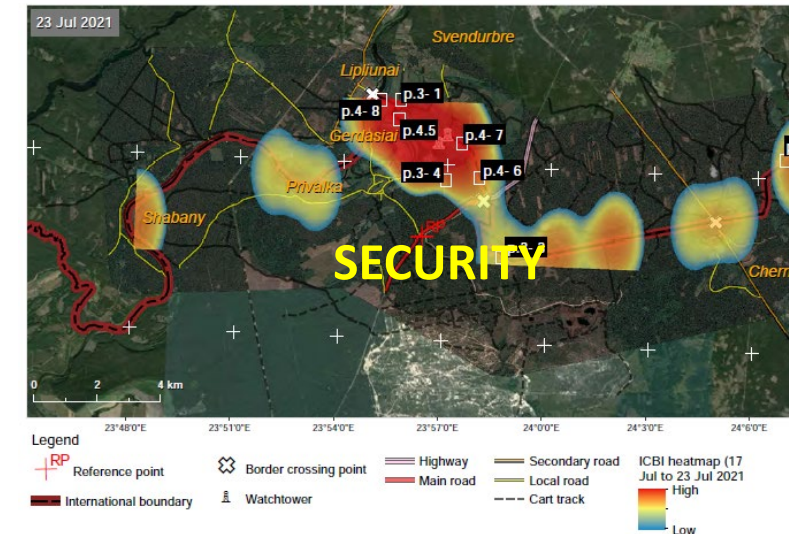 23 Jul 2021
Svendurbre
Lipliunai
p.3- 1
p.4- 8
p.4.5
Gerdasiai
p.4- 7
p.3- 4
p.4- 6
Privalka
Shabany
RP
SECURITY
Chern
0 2 4 km
23°48'0"E 23°51'0"E 23°54'0"E 23°57'0"E 24°0'0"E 24°3'0"E 24°6'0"E
Legend
RP Reference point
Border crossing point
Highway
Secondary road
ICBI heatmap (17
Jul to 23 Jul 2021
Main road
Local road
High
International boundary
Watchtower
Cart track
Low